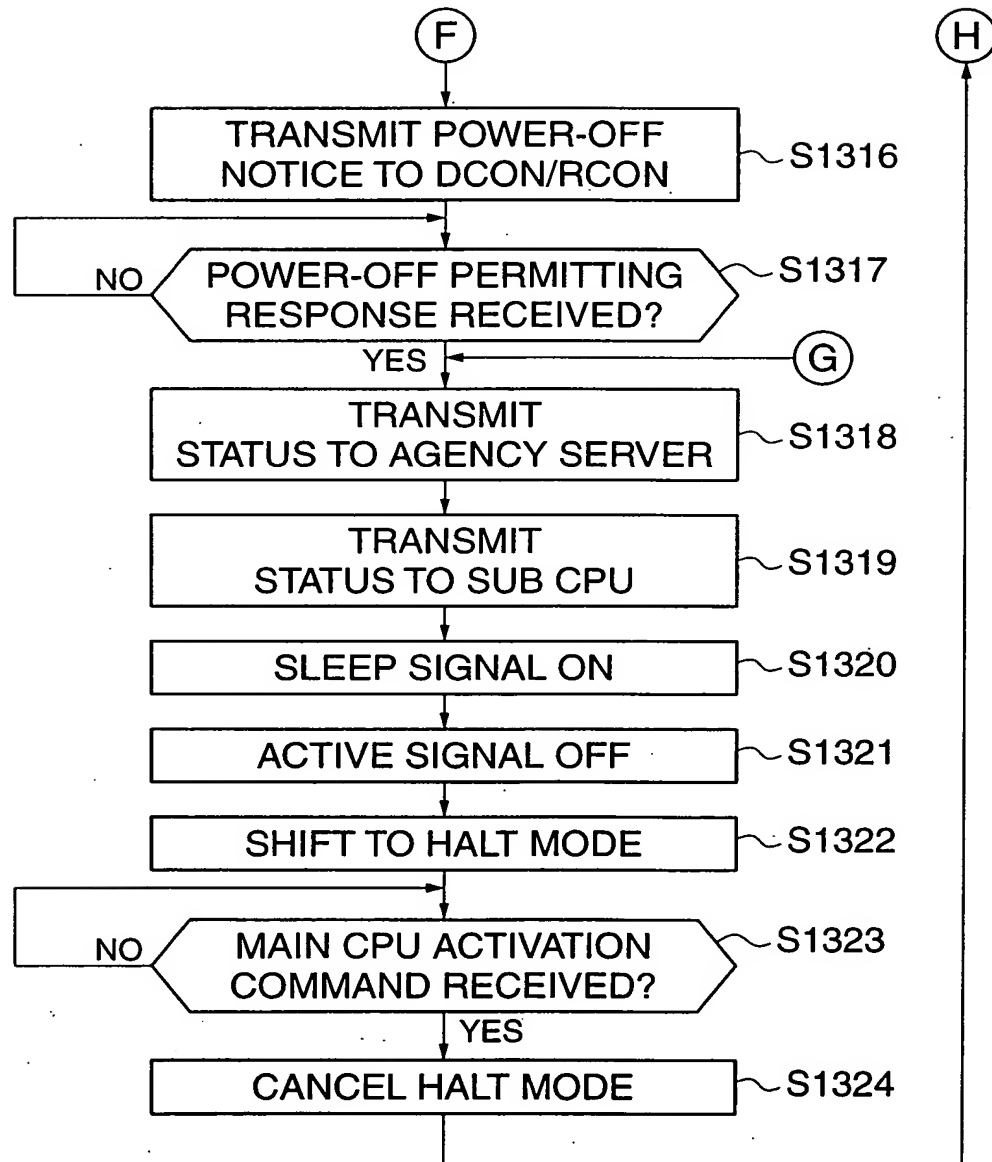 F
H
TRANSMIT POWER-OFF
NOTICE TO DCON/RCON
S1316
POWER-OFF PERMITTING
RESPONSE RECEIVED?
S1317
NO
YES
G
TRANSMIT
STATUS TO AGENCY SERVER
S1318
TRANSMIT
STATUS TO SUB CPU
S1319
SLEEP SIGNAL ON
S1320
ACTIVE SIGNAL OFF
S1321
SHIFT TO HALT MODE
S1322
MAIN CPU ACTIVATION
COMMAND RECEIVED?
S1323
NO
YES
CANCEL HALT MODE
S1324